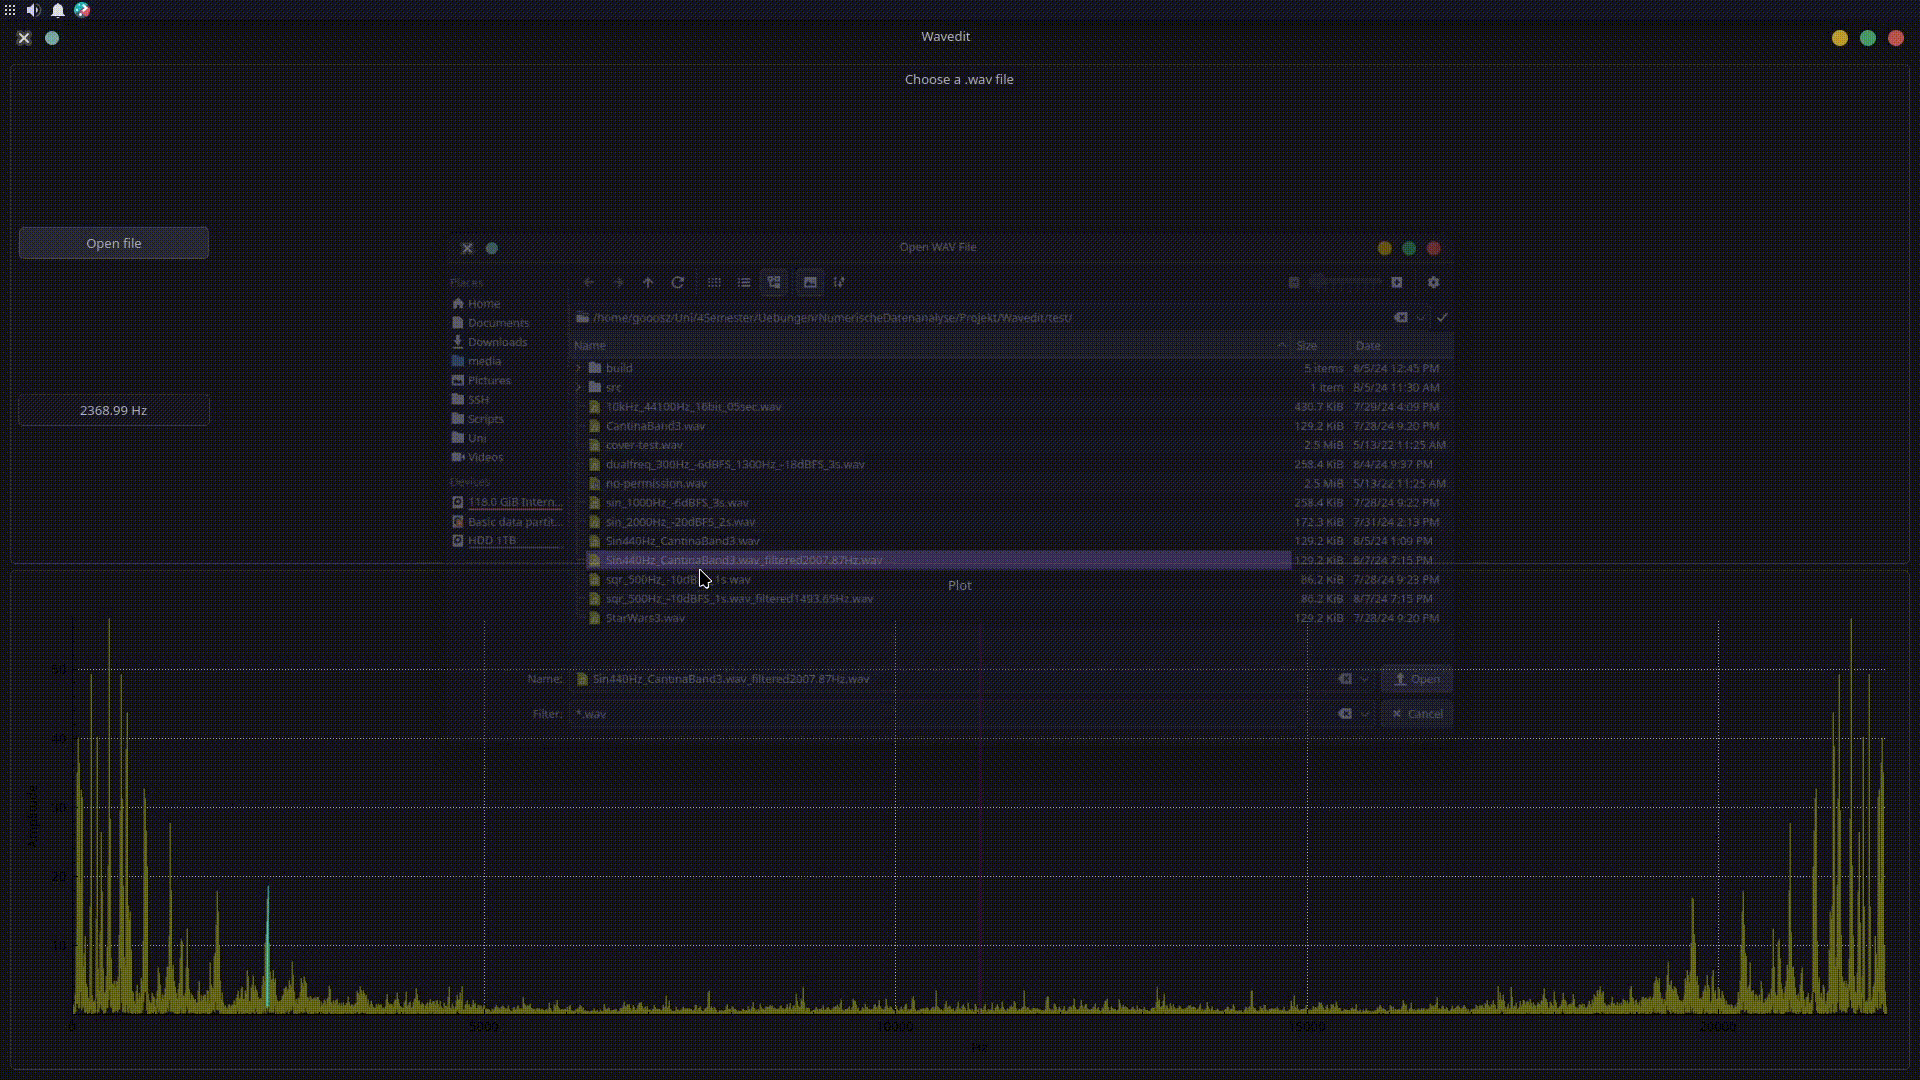 Wavedit
Choose a .wav file
Open file
2368.99 Hz
Open WAV File
Places
Home
Documents
Downloads
media
Pictures
SSH
Scripts
Uni
Videos
Devices
118.0 GiB Intern...
Basic data partit...
HDD 1TB
/home/gooosz/Uni/4Semester/Uebungen/NumerischeDatenanalyse/Projekt/Wavedit/test/
Name Size Date
build 5 items 8/5/24 12:45 PM
src 1 item 8/5/24 11:30 AM
10kHz_44100Hz_16bit_05sec.wav 430.7 KiB 7/29/24 4:09 PM
CantinaBand3.wav 129.2 KiB 7/28/24 9:20 PM
cover-test.wav 2.5 MiB 5/13/22 11:25 AM
dualfreq_300Hz_-6dBFS_1300Hz_-18dBFS_3s.wav 258.4 KiB 8/4/24 9:37 PM
no-permission.wav 2.5 MiB 5/13/22 11:25 AM
sin_1000Hz_-6dBFS_3s.wav 258.4 KiB 7/28/24 9:22 PM
sin_2000Hz_-20dBFS_2s.wav 172.3 KiB 7/31/24 2:13 PM
Sin440Hz_CantinaBand3.wav 129.2 KiB 8/5/24 1:09 PM
Sin440Hz_CantinaBand3.wav_filtered2007.87Hz.wav 129.2 KiB 8/7/24 7:15 PM
sqr_500Hz_-10dBFS_1s.wav 86.2 KiB 7/28/24 9:23 PM
sqr_500Hz_-10dBFS_1s.wav_filtered1493.65Hz.wav 86.2 KiB 8/7/24 7:15 PM
StarWars3.wav 129.2 KiB 7/28/24 9:20 PM
Name: Sin440Hz_CantinaBand3.wav_filtered2007.87Hz.wav Open
Filter: *.wav Cancel
Plot
50
40
30
20
10
Amplitude
0 5000 10000 15000 20000
Hz